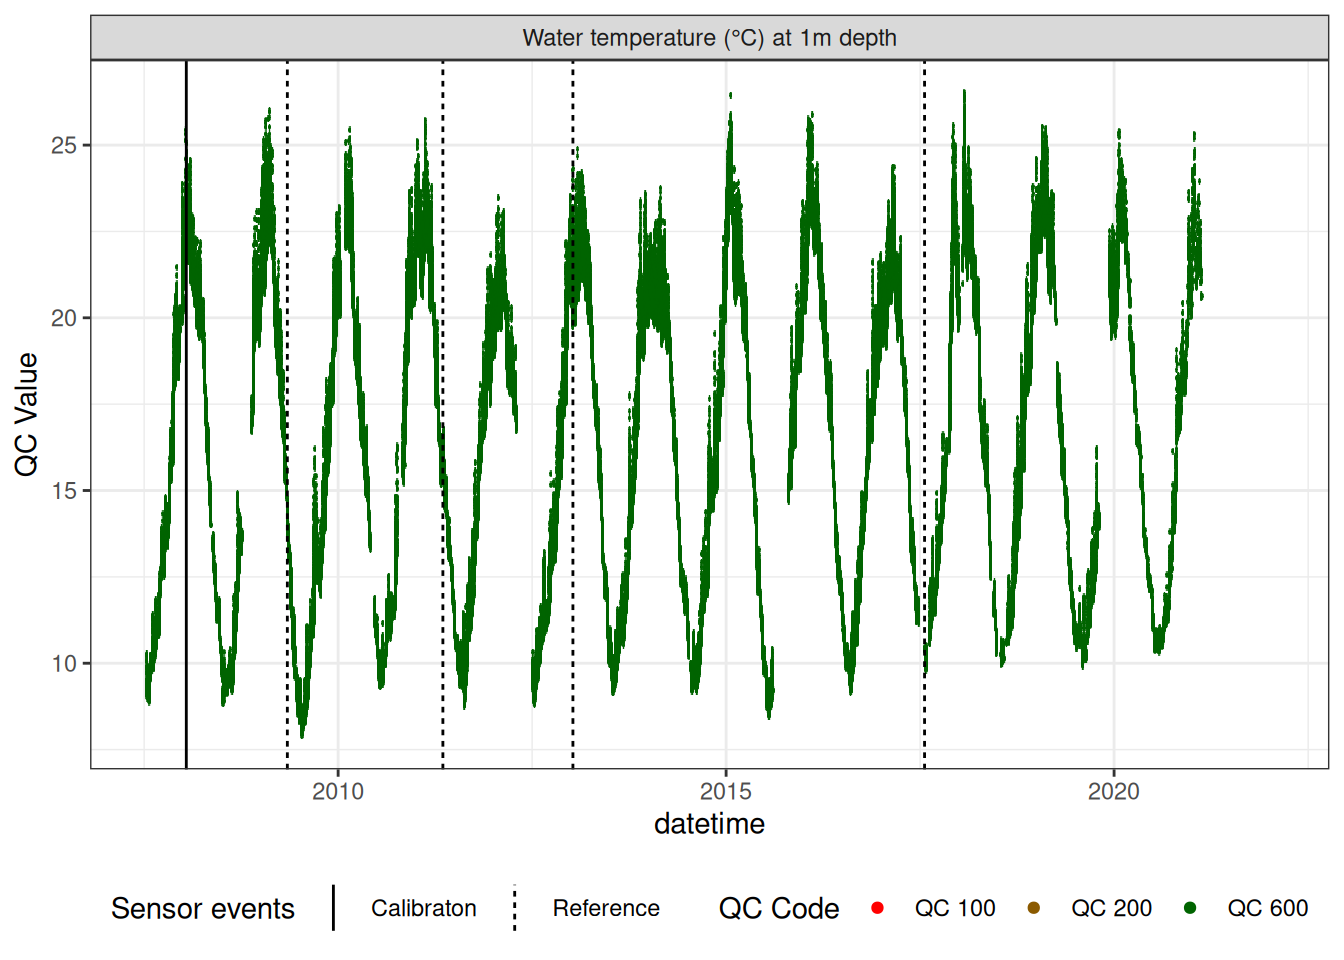 Water temperature (°C) at 1m depth
25
20
15
10
QC Value
2010 2015 2020
datetime
Sensor events Calibraton Reference QC Code QC 100 QC 200 QC 600